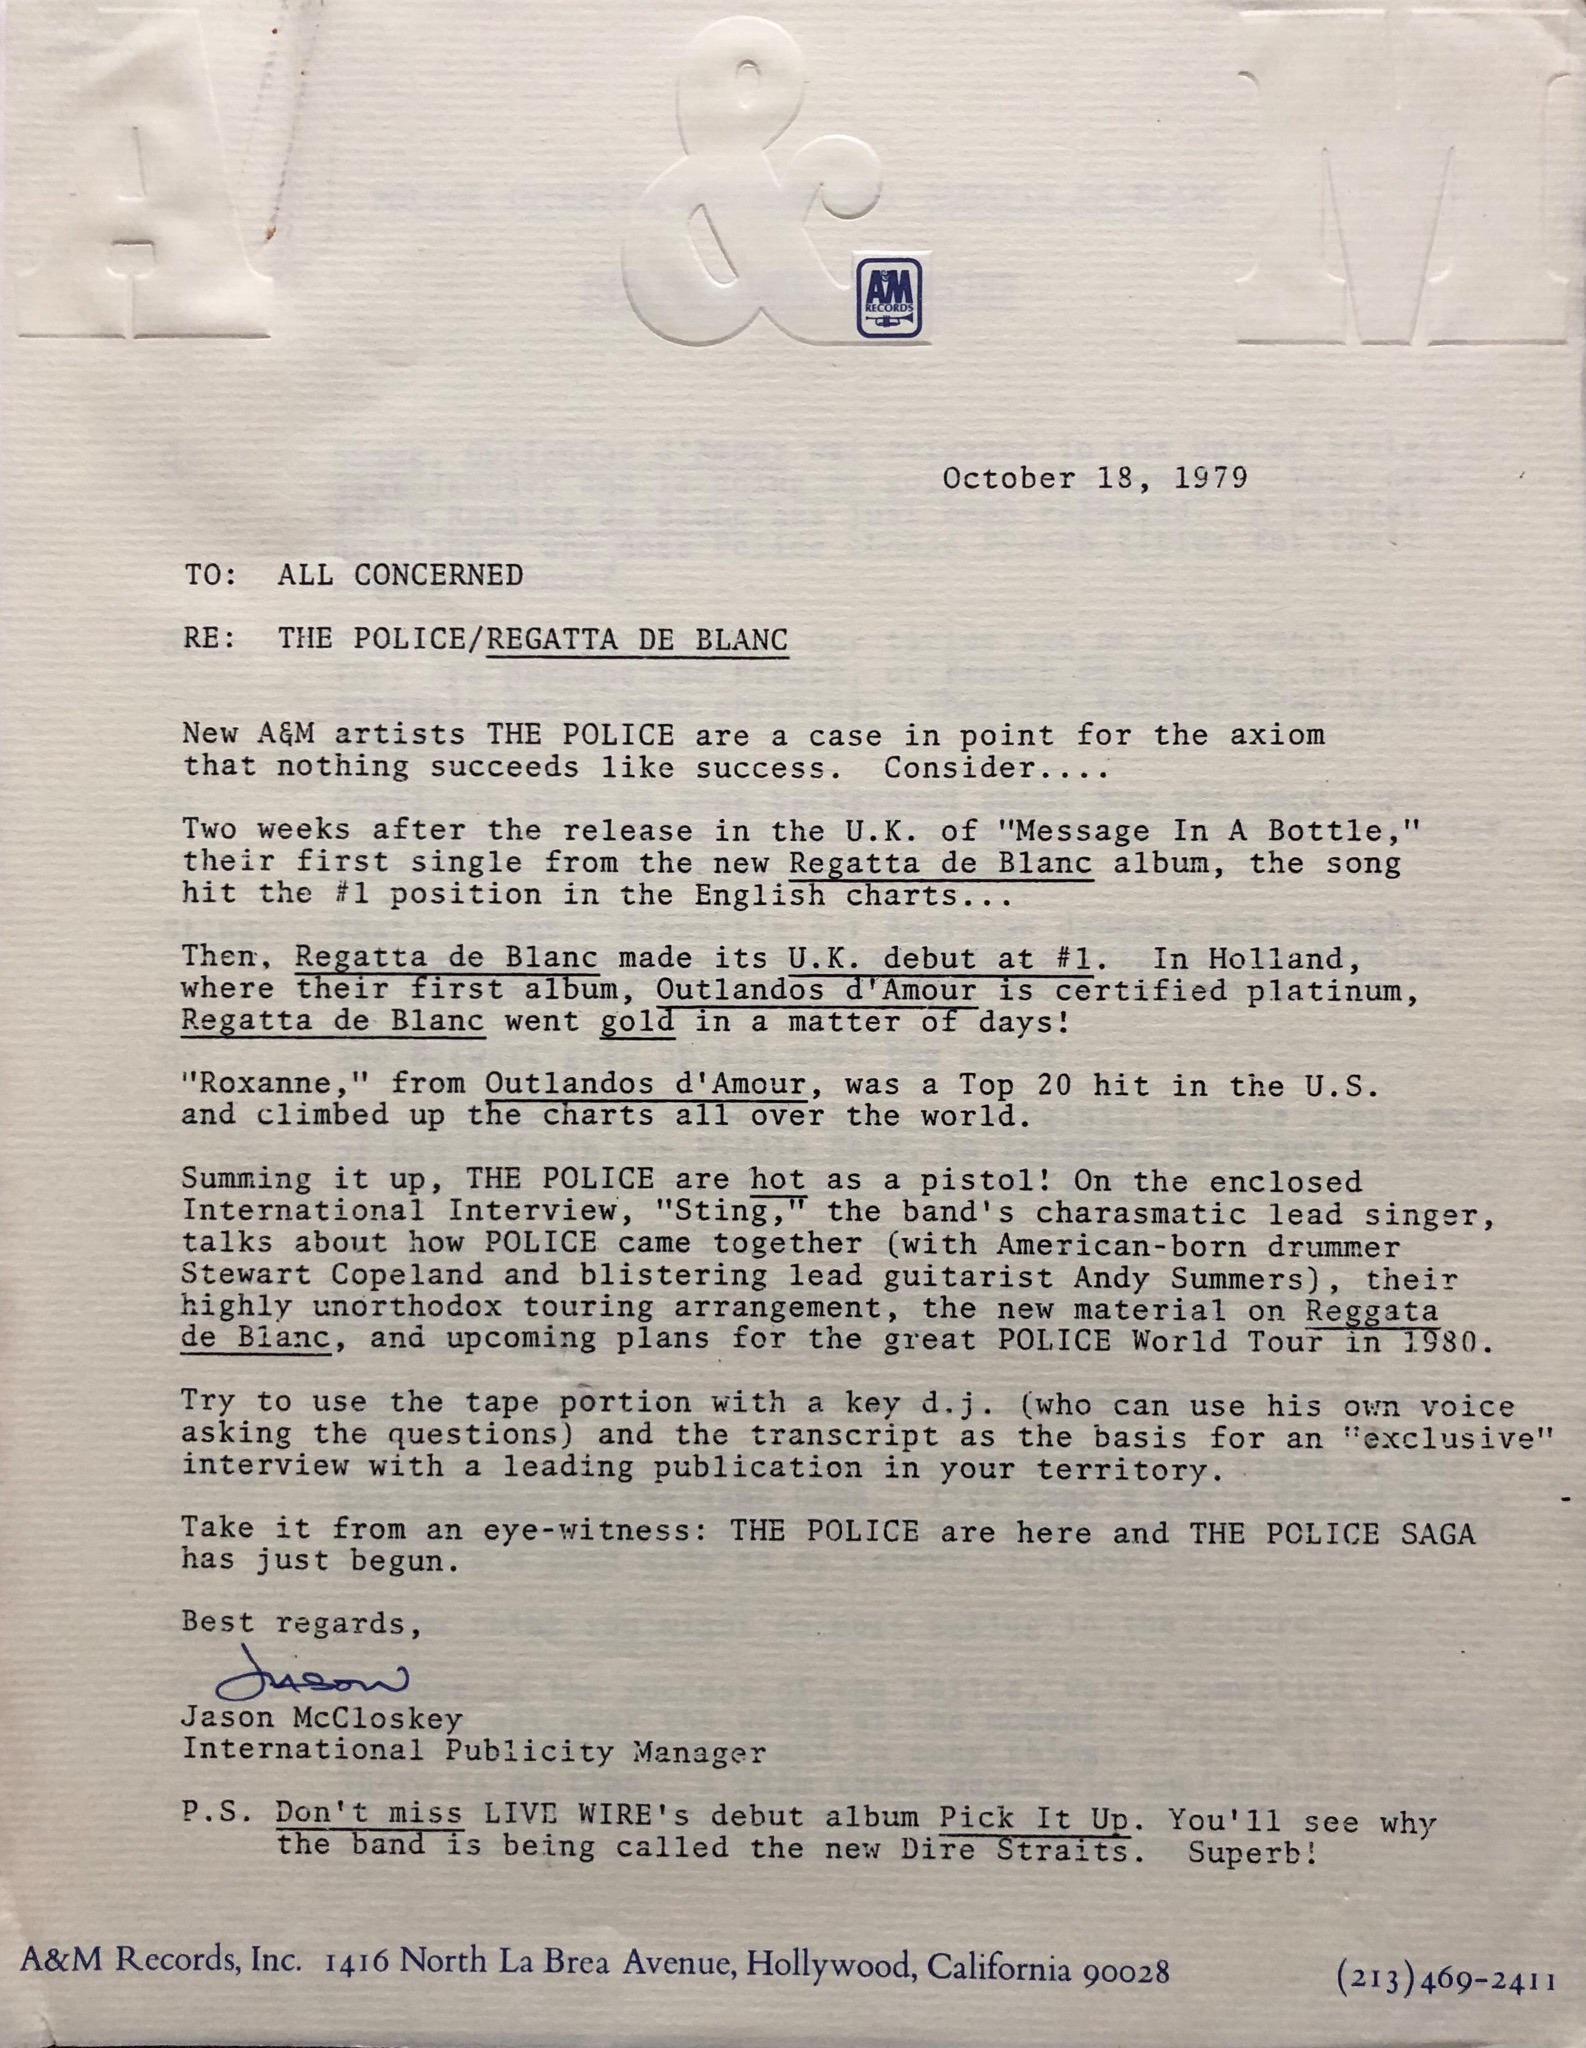 A & M
A&M
RECORDS
October 18, 1979
TO: ALL CONCERNED
RE: THE POLICE/REGATTA DE BLANC
New A&M artists THE POLICE are a case in point for the axiom
that nothing succeeds like success. Consider....
Two weeks after the release in the U.K. of "Message In A Bottle,"
their first single from the new Regatta de Blanc album, the song
hit the #1 position in the English charts...
Then, Regatta de Blanc made its U.K. debut at #1. In Holland,
where their first album, Outlandos d'Amour is certified platinum,
Regatta de Blanc went gold in a matter of days!
"Roxanne," from Outlandos d'Amour, was a Top 20 hit in the U.S.
and climbed up the charts all over the world.
Summing it up, THE POLICE are hot as a pistol! On the enclosed
International Interview, "Sting," the band's charasmatic lead singer,
talks about how POLICE came together (with American-born drummer
Stewart Copeland and blistering lead guitarist Andy Summers), their
highly unorthodox touring arrangement, the new material on Reggata
de Blanc, and upcoming plans for the great POLICE World Tour in 1980.
Try to use the tape portion with a key d.j. (who can use his own voice
asking the questions) and the transcript as the basis for an "exclusive"
interview with a leading publication in your territory.
Take it from an eye-witness: THE POLICE are here and THE POLICE SAGA
has just begun.
Best regards,
Jason
Jason McCloskey
International Publicity Manager
P.S. Don't miss LIVE WIRE's debut album Pick It Up. You'll see why
the band is being called the new Dire Straits. Superb!
A&M Records, Inc. 1416 North La Brea Avenue, Hollywood, California 90028 (213)469-2411